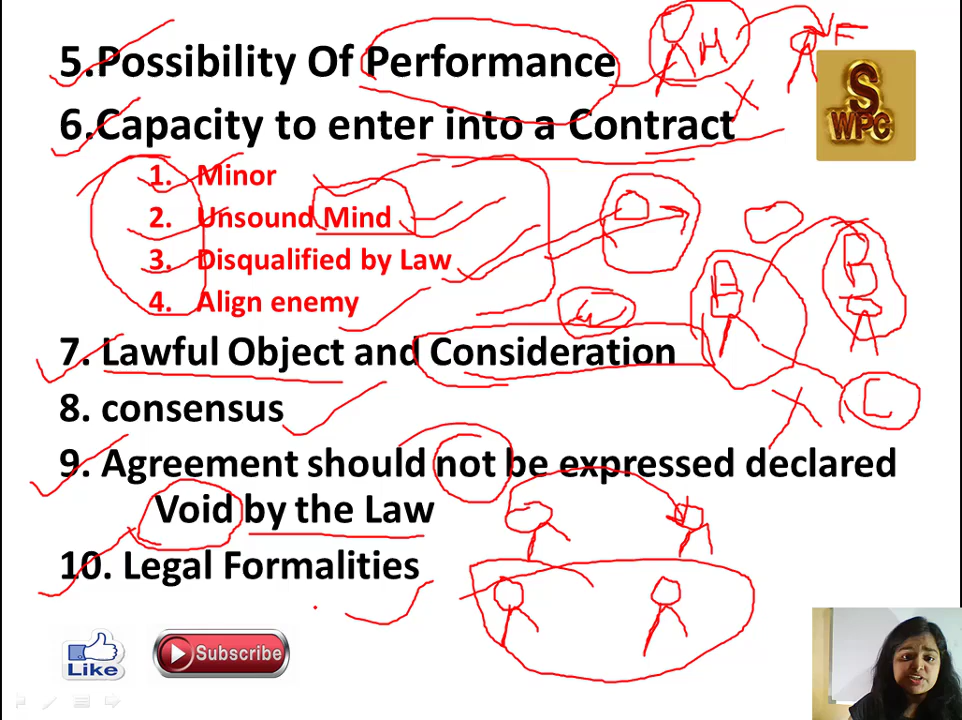 5.Possibility Of Performance
6.Capacity to enter into a Contract
1. Minor
2. Unsound Mind
3. Disqualified by Law
4. Align enemy
7. Lawful Object and Consideration
8. consensus
9. Agreement should not be expressed declared
Void by the Law
10. Legal Formalities
S
WPC
Like
Subscribe